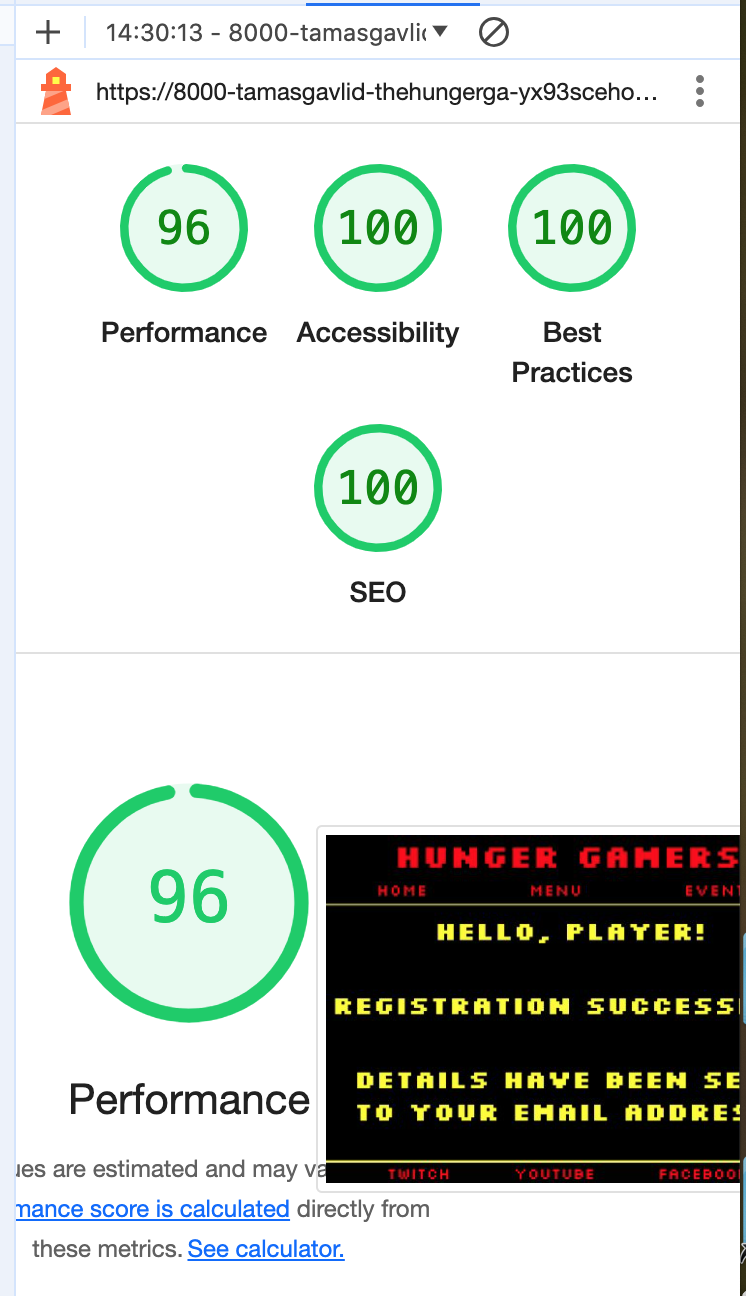 14:30:13 - 8000-tamasgavlid
https://8000-tamasgavlid-thehungerga-yx93sceho...
96
100
100
Performance
Accessibility
Best
Practices
100
SEO
96
Performance
ues are estimated and may va
mance score is calculated directly from
these metrics. See calculator.
HUNGER GAMERS
HOME MENU EVENT
HELLO, PLAYER!
REGISTRATION SUCCESS
DETAILS HAVE BEEN SE
TO YOUR EMAIL ADDRES
TWITCH YOUTUBE FACEBOO